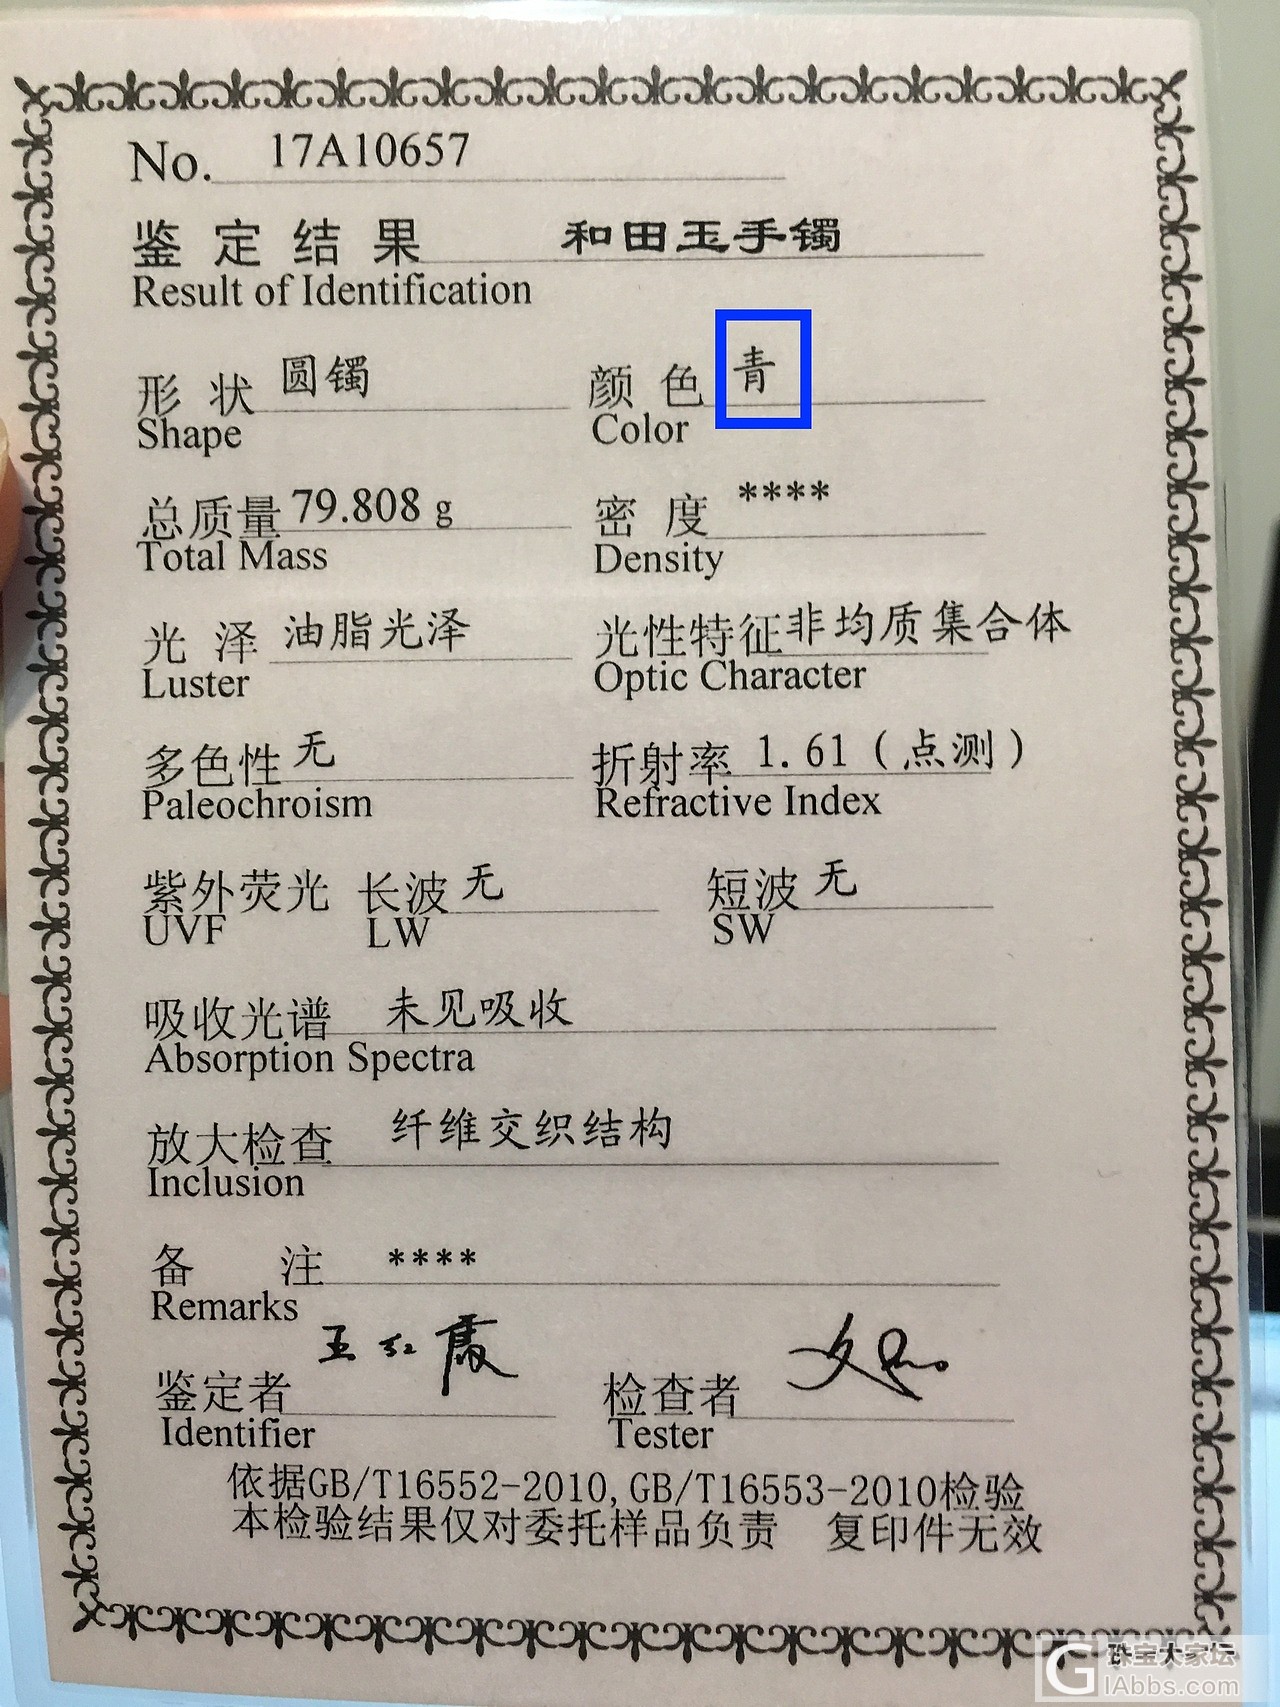 No. 17A10657
鉴定结果 和田玉手镯
Result of Identification
形状 圆镯 颜色 青
Shape Color
总质量 79.808 g 密度 ****
Total Mass Density
光泽 油脂光泽 光性特征 非均质集合体
Luster Optic Character
多色性 无 折射率 1.61（点测）
Paleochroism Refractive Index
紫外荧光 长波 无 短波 无
UVF LW SW
吸收光谱 未见吸收
Absorption Spectra
放大检查 纤维交织结构
Inclusion
备注 ****
Remarks
鉴定者 检查者
Identifier Tester
依据GB/T16552-2010,GB/T16553-2010检验
本检验结果仅对委托样品负责 复印件无效
珠宝大家坛
GIAbbs.com